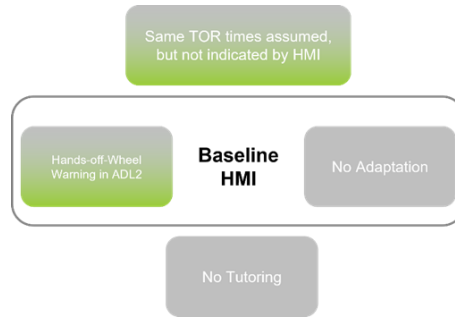 Same TOR times assumed,
but not indicated by HMI
Hands-off-Wheel
Warning in ADL2
Baseline
HMI
No Adaptation
No Tutoring